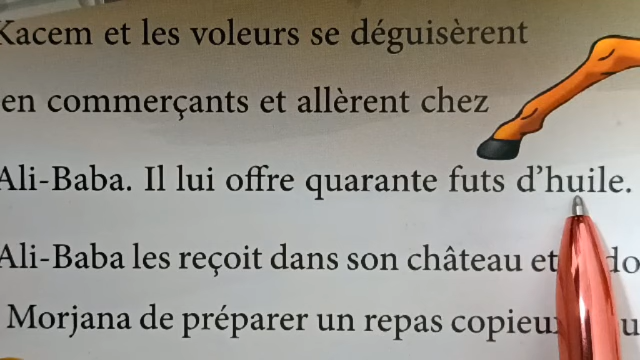 Kacem et les voleurs se déguisèrent
en commerçants et allèrent chez
Ali-Baba. Il lui offre quarante futs d'huile.
Ali-Baba les reçoit dans son château et
Morjana de préparer un repas copieux